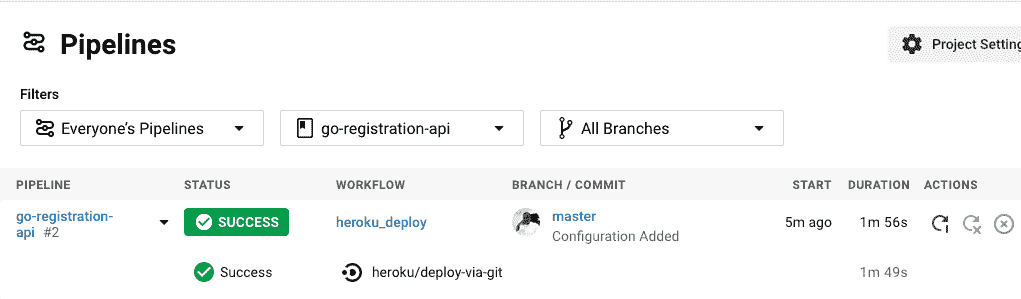 Pipelines
Project Setting
Filters
Everyone's Pipelines
go-registration-api
All Branches
PIPELINE STATUS WORKFLOW BRANCH / COMMIT START DURATION ACTIONS
go-registration-
api #2
SUCCESS
heroku_deploy
master
Configuration Added
5m ago
1m 56s
Success
heroku/deploy-via-git
1m 49s